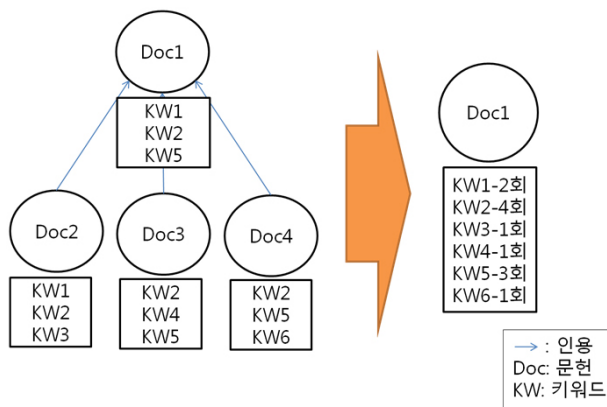 Doc1
KW1
KW2
KW5
Doc2
Doc3
Doc4
KW1
KW2
KW3
KW2
KW4
KW5
KW2
KW5
KW6
Doc1
KW1-2회
KW2-4회
KW3-1회
KW4-1회
KW5-3회
KW6-1회
→ : 인용
Doc: 문헌
KW: 키워드